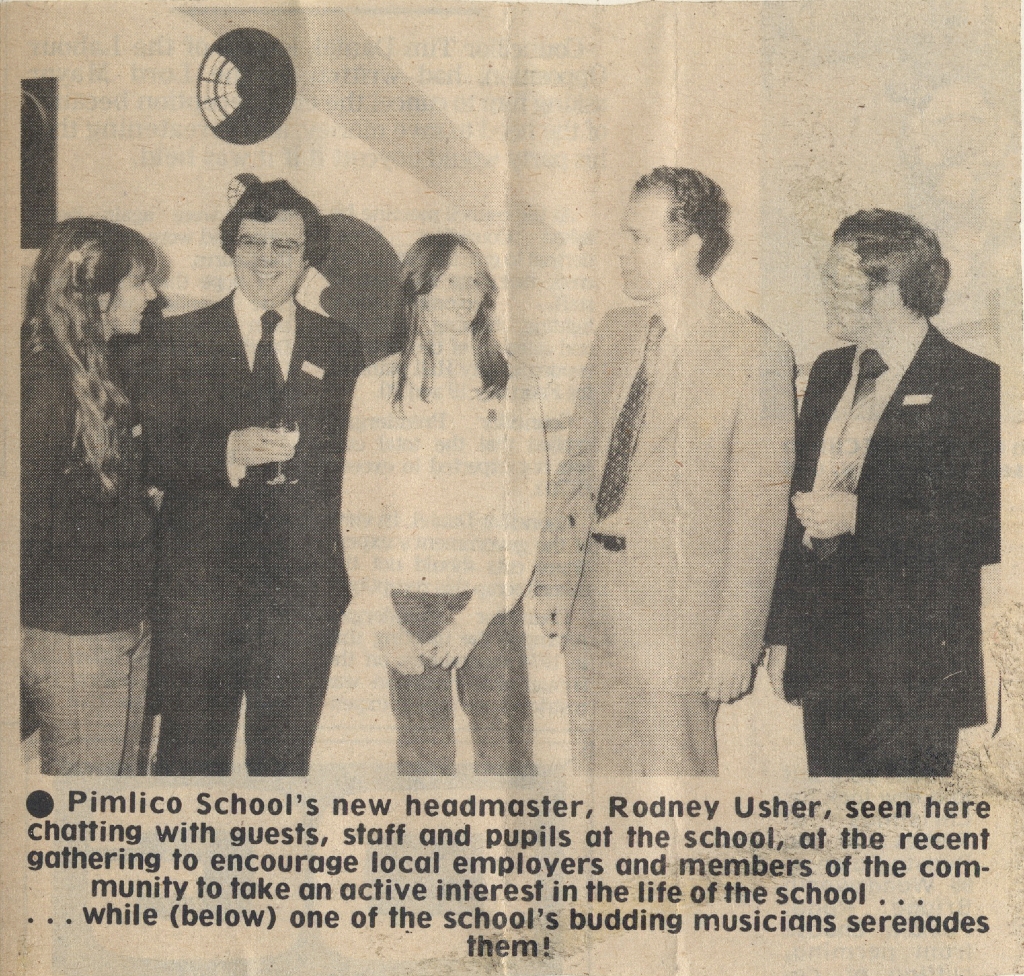 ● Pimlico School's new headmaster, Rodney Usher, seen here
chatting with guests, staff and pupils at the school, at the recent
gathering to encourage local employers and members of the com-
munity to take an active interest in the life of the school . . .
. . . while (below) one of the school's budding musicians serenades
them!